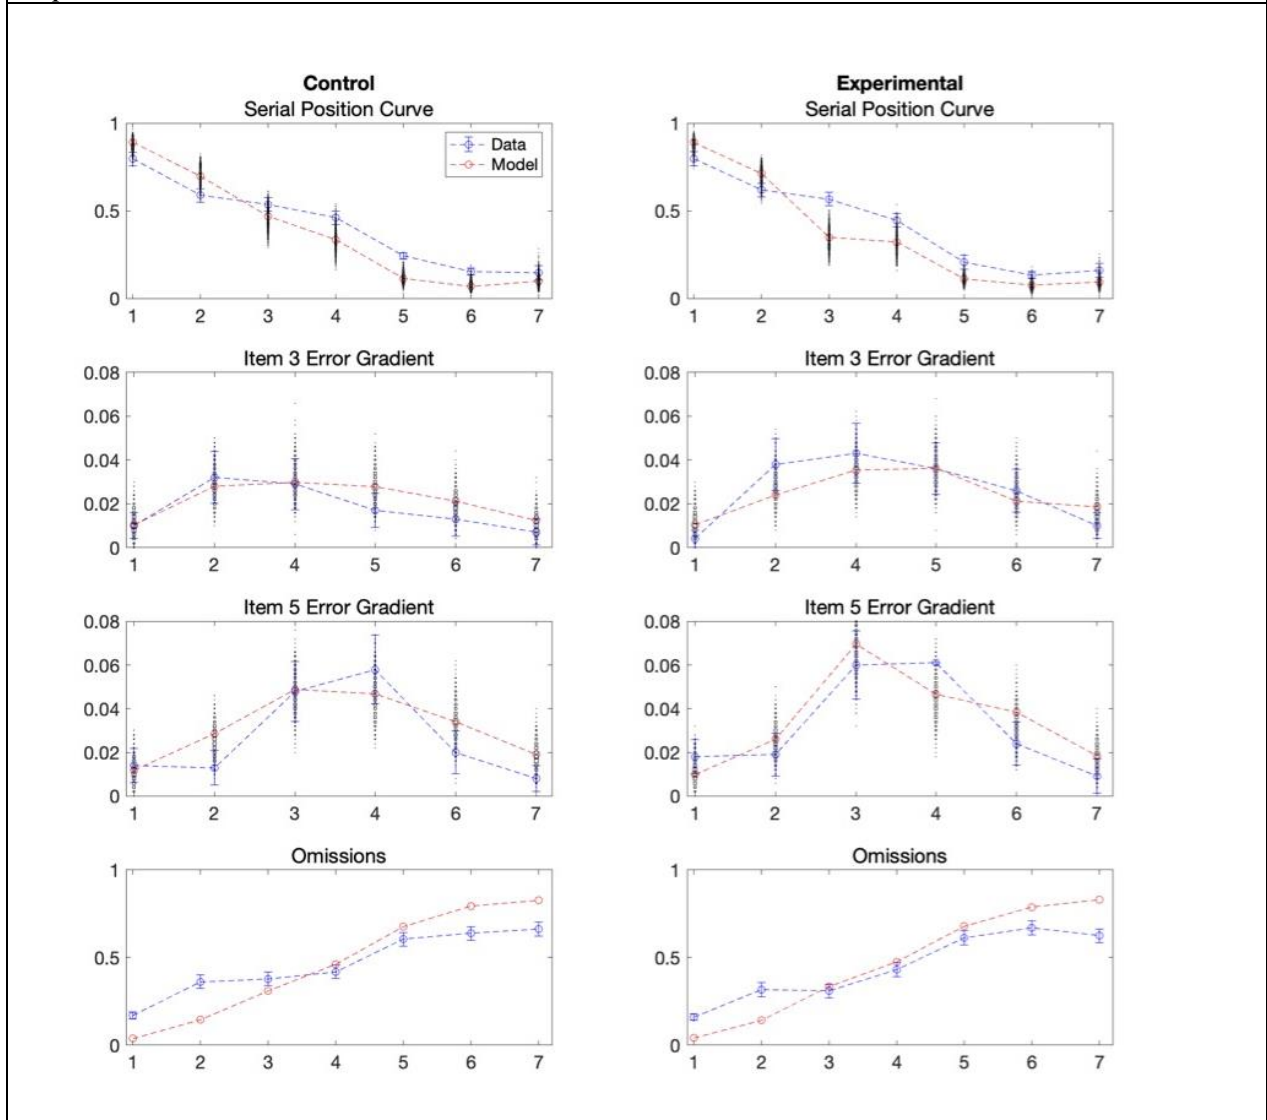 Control
Serial Position Curve
1
0.5
0
1 2 3 4 5 6 7
Data
Model
Experimental
Serial Position Curve
1
0.5
0
1 2 3 4 5 6 7
Item 3 Error Gradient
0.08
0.06
0.04
0.02
0
1 2 4 5 6 7
Item 3 Error Gradient
0.08
0.06
0.04
0.02
0
1 2 3 4 5 6 7
Item 5 Error Gradient
0.08
0.06
0.04
0.02
0
1 2 3 4 6 7
Item 5 Error Gradient
0.08
0.06
0.04
0.02
0
1 2 3 4 6 7
Omissions
1
0.5
0
1 2 3 4 5 6 7
Omissions
1
0.5
0
1 2 3 4 5 6 7